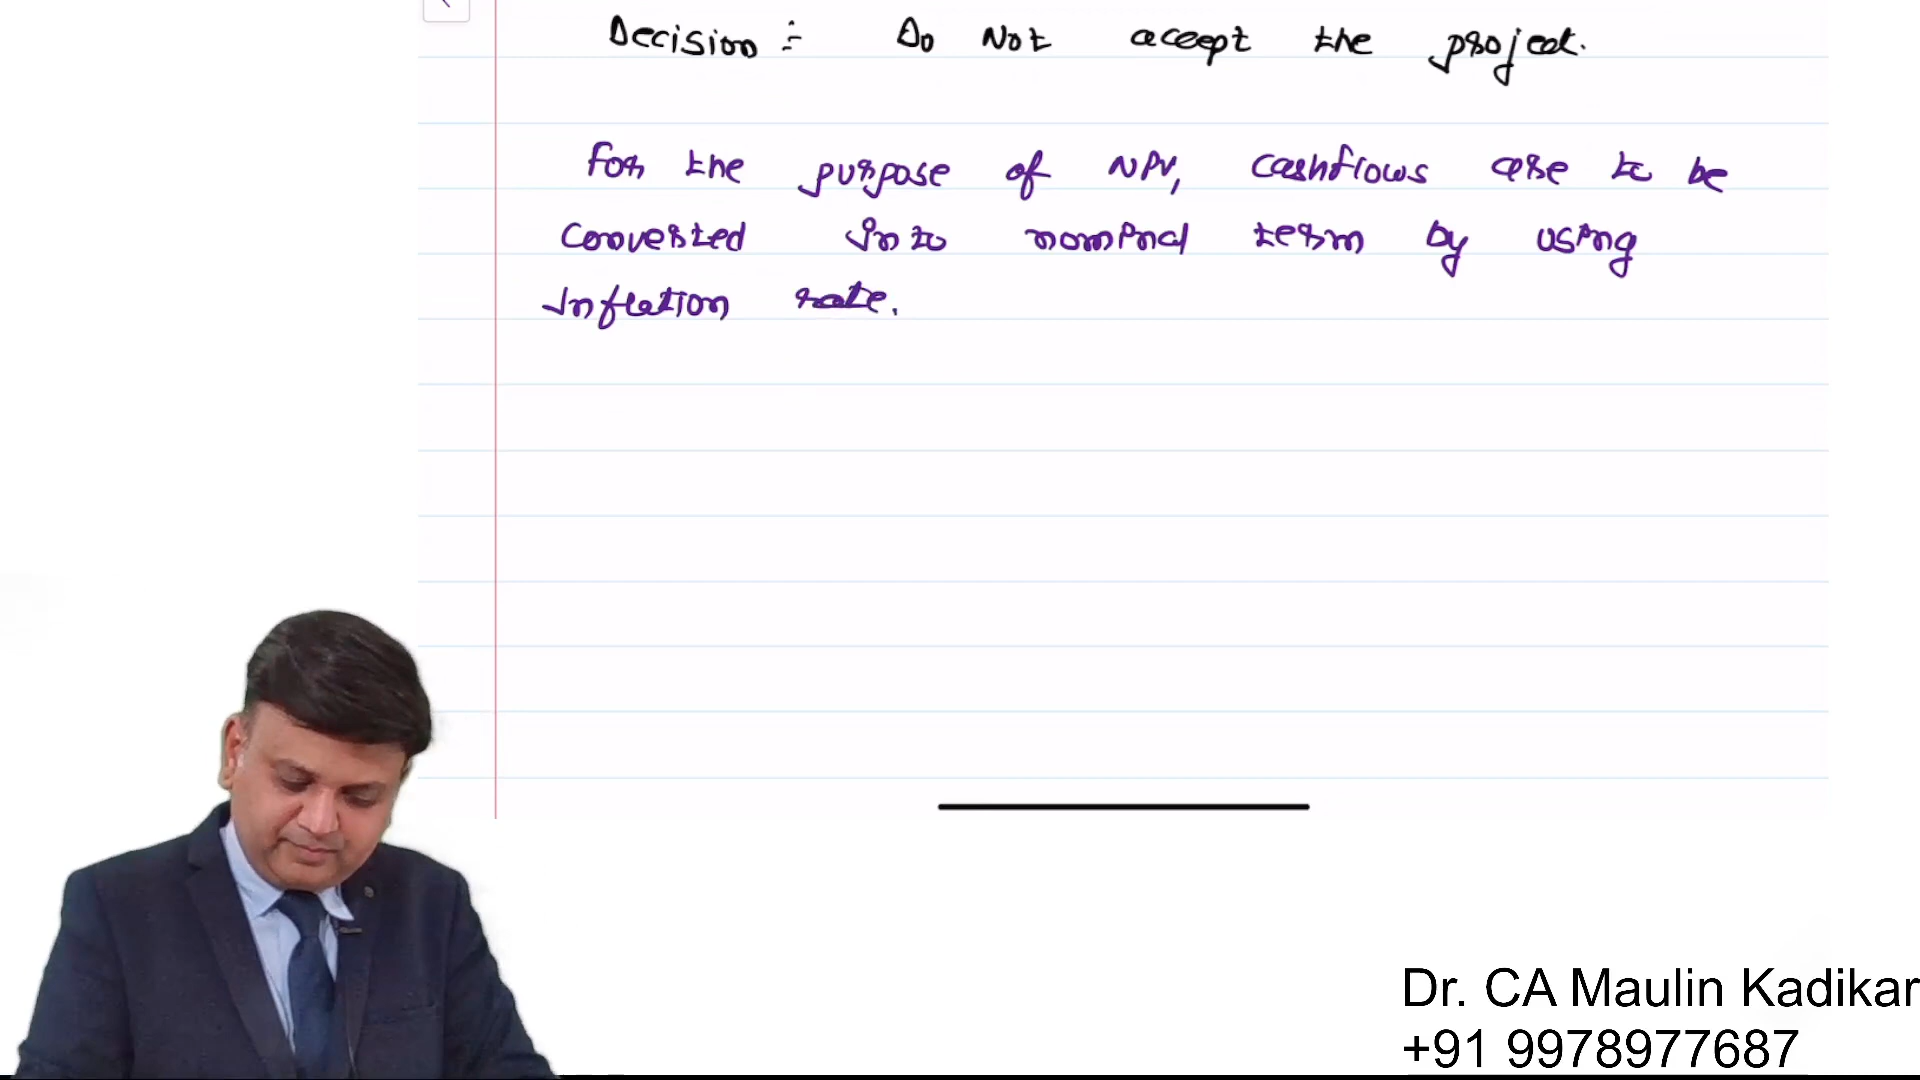 Decision :- Do Not accept the project.
For the purpose of NPV, cashflows are to be
converted into nominal term by using
inflation rate.
Dr. CA Maulin Kadikar
+91 9978977687